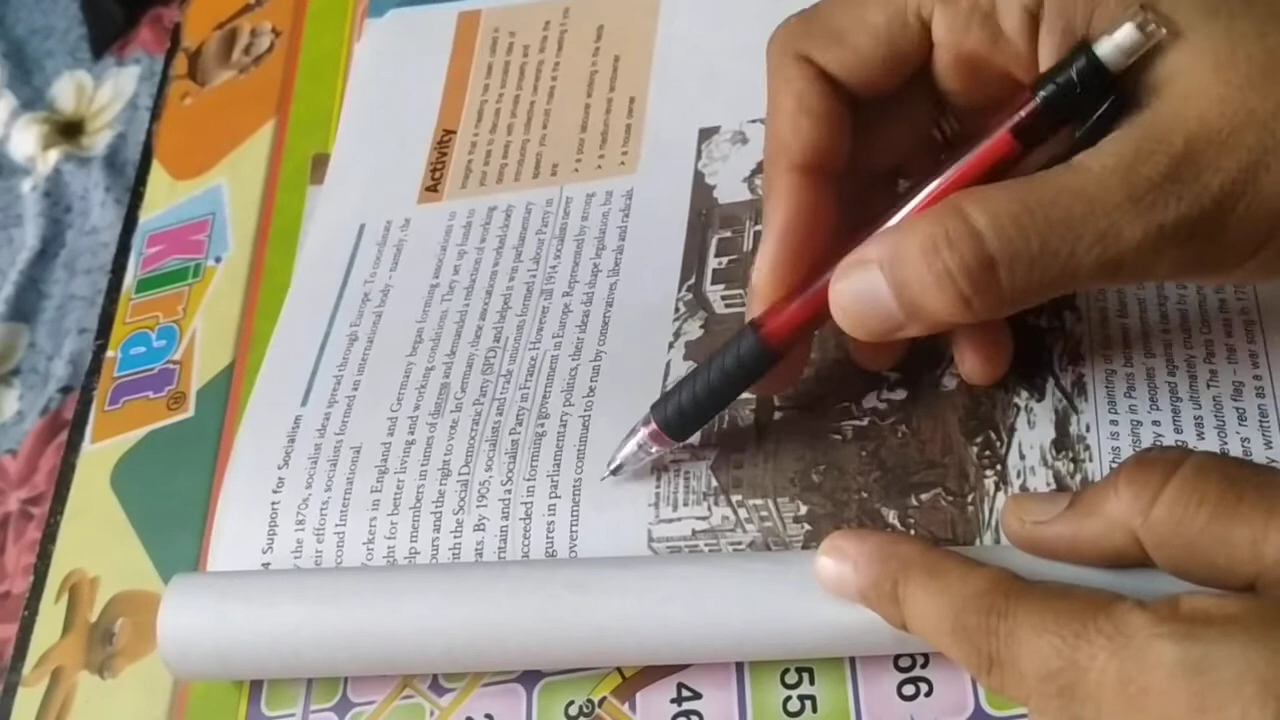 4 Support for Socialism
the 1870s, socialist ideas spread through Europe. To coordinate
eir efforts, socialists formed an international body – namely, the
cond International.
orkers in England and Germany began forming associations to
ght for better living and working conditions. They set up funds to
elp members in times of distress and demanded a reduction of working
ours and the right to vote. In Germany, these associations worked closely
ith the Social Democratic Party (SPD) and helped it win parliamentary
eats. By 1905, socialists and trade unionists formed a Labour Party in
ritain and a Socialist Party in France. However, till 1914, socialists never
ucceeded in forming a government in Europe. Represented by strong
gures in parliamentary politics, their ideas did shape legislation, but
overnments continued to be run by conservatives, liberals and radicals.
Activity
Imagine that a meeting has been called in
your area to discuss the socialist idea of
doing away with private property and
introducing collective ownership. Write the
speech you would make at the meeting if you
are
> a poor labourer working in the fields
> a medium-level landowner
> a house owner
This is a painting of
rising in Paris between March
by a 'peoples' government'
g emerged against a
was ultimately crushed by
evolution. The Paris Commune
ers' red flag – that was the
y written as a war song in 17
Kirat®
46
55
66